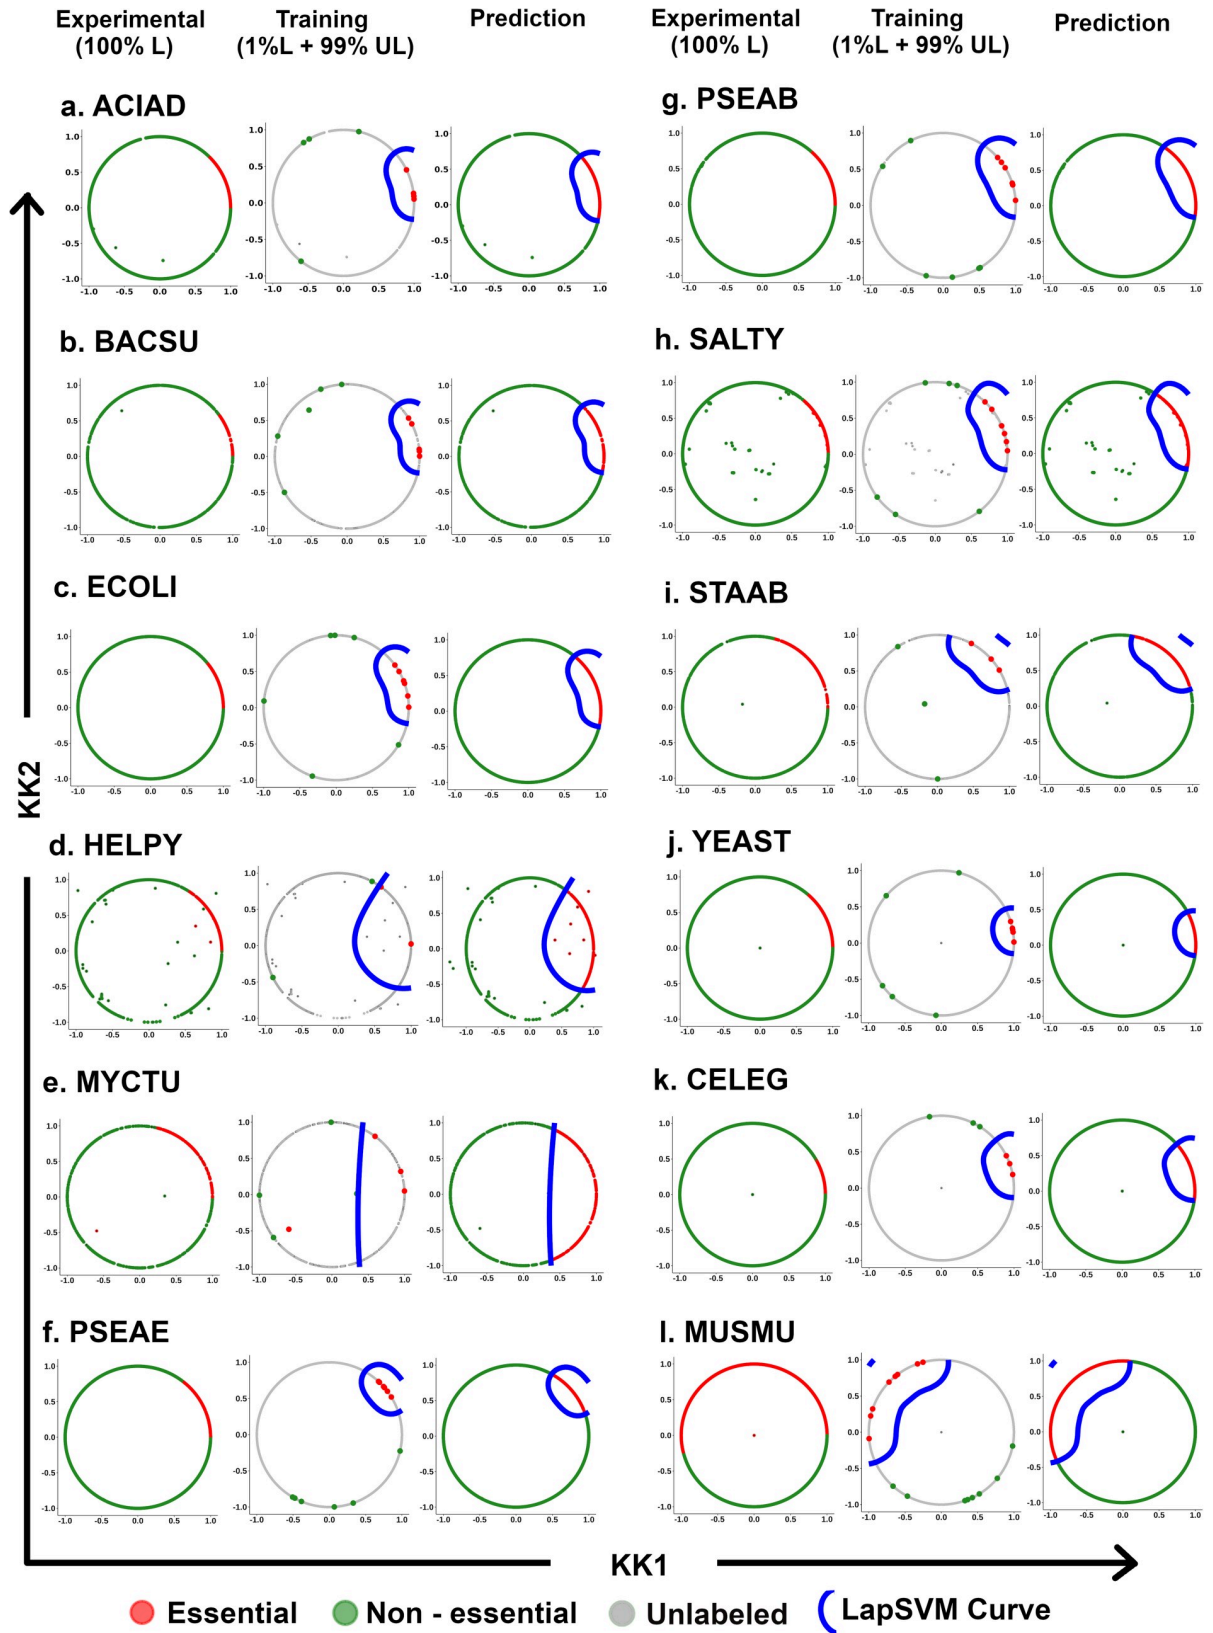 Experimental
(100% L)
Training
(1%L + 99% UL)
Prediction
Experimental
(100% L)
Training
(1%L + 99% UL)
Prediction
a. ACIAD
g. PSEAB
b. BACSU
h. SALTY
c. ECOLI
i. STAAB
d. HELPY
j. YEAST
e. MYCTU
k. CELEG
f. PSEAE
l. MUSMU
KK2
KK1
Essential
Non - essential
Unlabeled
LapSVM Curve